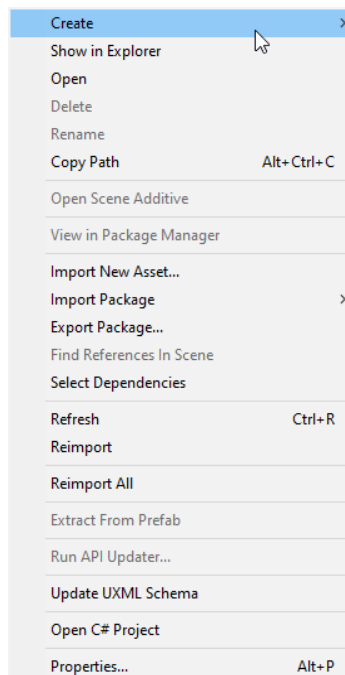 Create
Show in Explorer
Open
Delete
Rename
Copy Path Alt+Ctrl+C
Open Scene Additive
View in Package Manager
Import New Asset...
Import Package
Export Package...
Find References In Scene
Select Dependencies
Refresh Ctrl+R
Reimport
Reimport All
Extract From Prefab
Run API Updater...
Update UXML Schema
Open C# Project
Properties... Alt+P